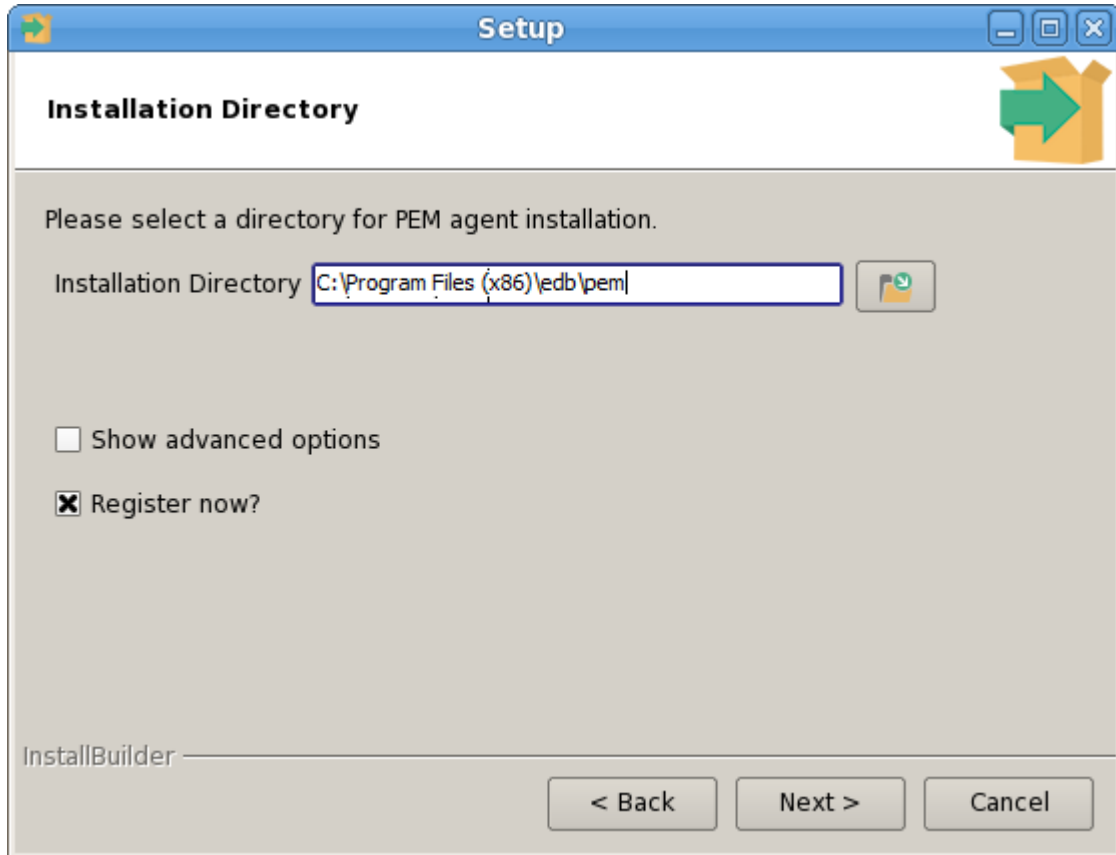 Setup
Installation Directory
Please select a directory for PEM agent installation.
Installation Directory C:\Program Files (x86)\edb\pem
Show advanced options
Register now?
InstallBuilder
< Back Next > Cancel